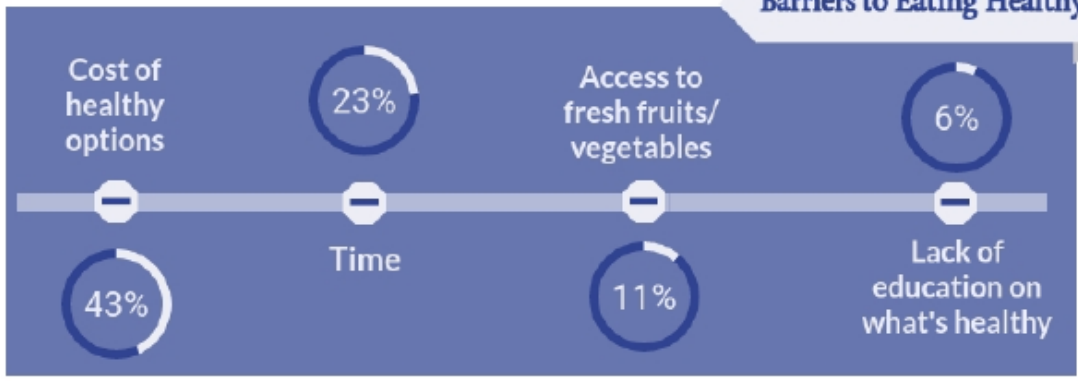 Barriers to Eating Healthy
Cost of
healthy
options
43%
23%
Time
Access to
fresh fruits/
vegetables
11%
6%
Lack of
education on
what's healthy